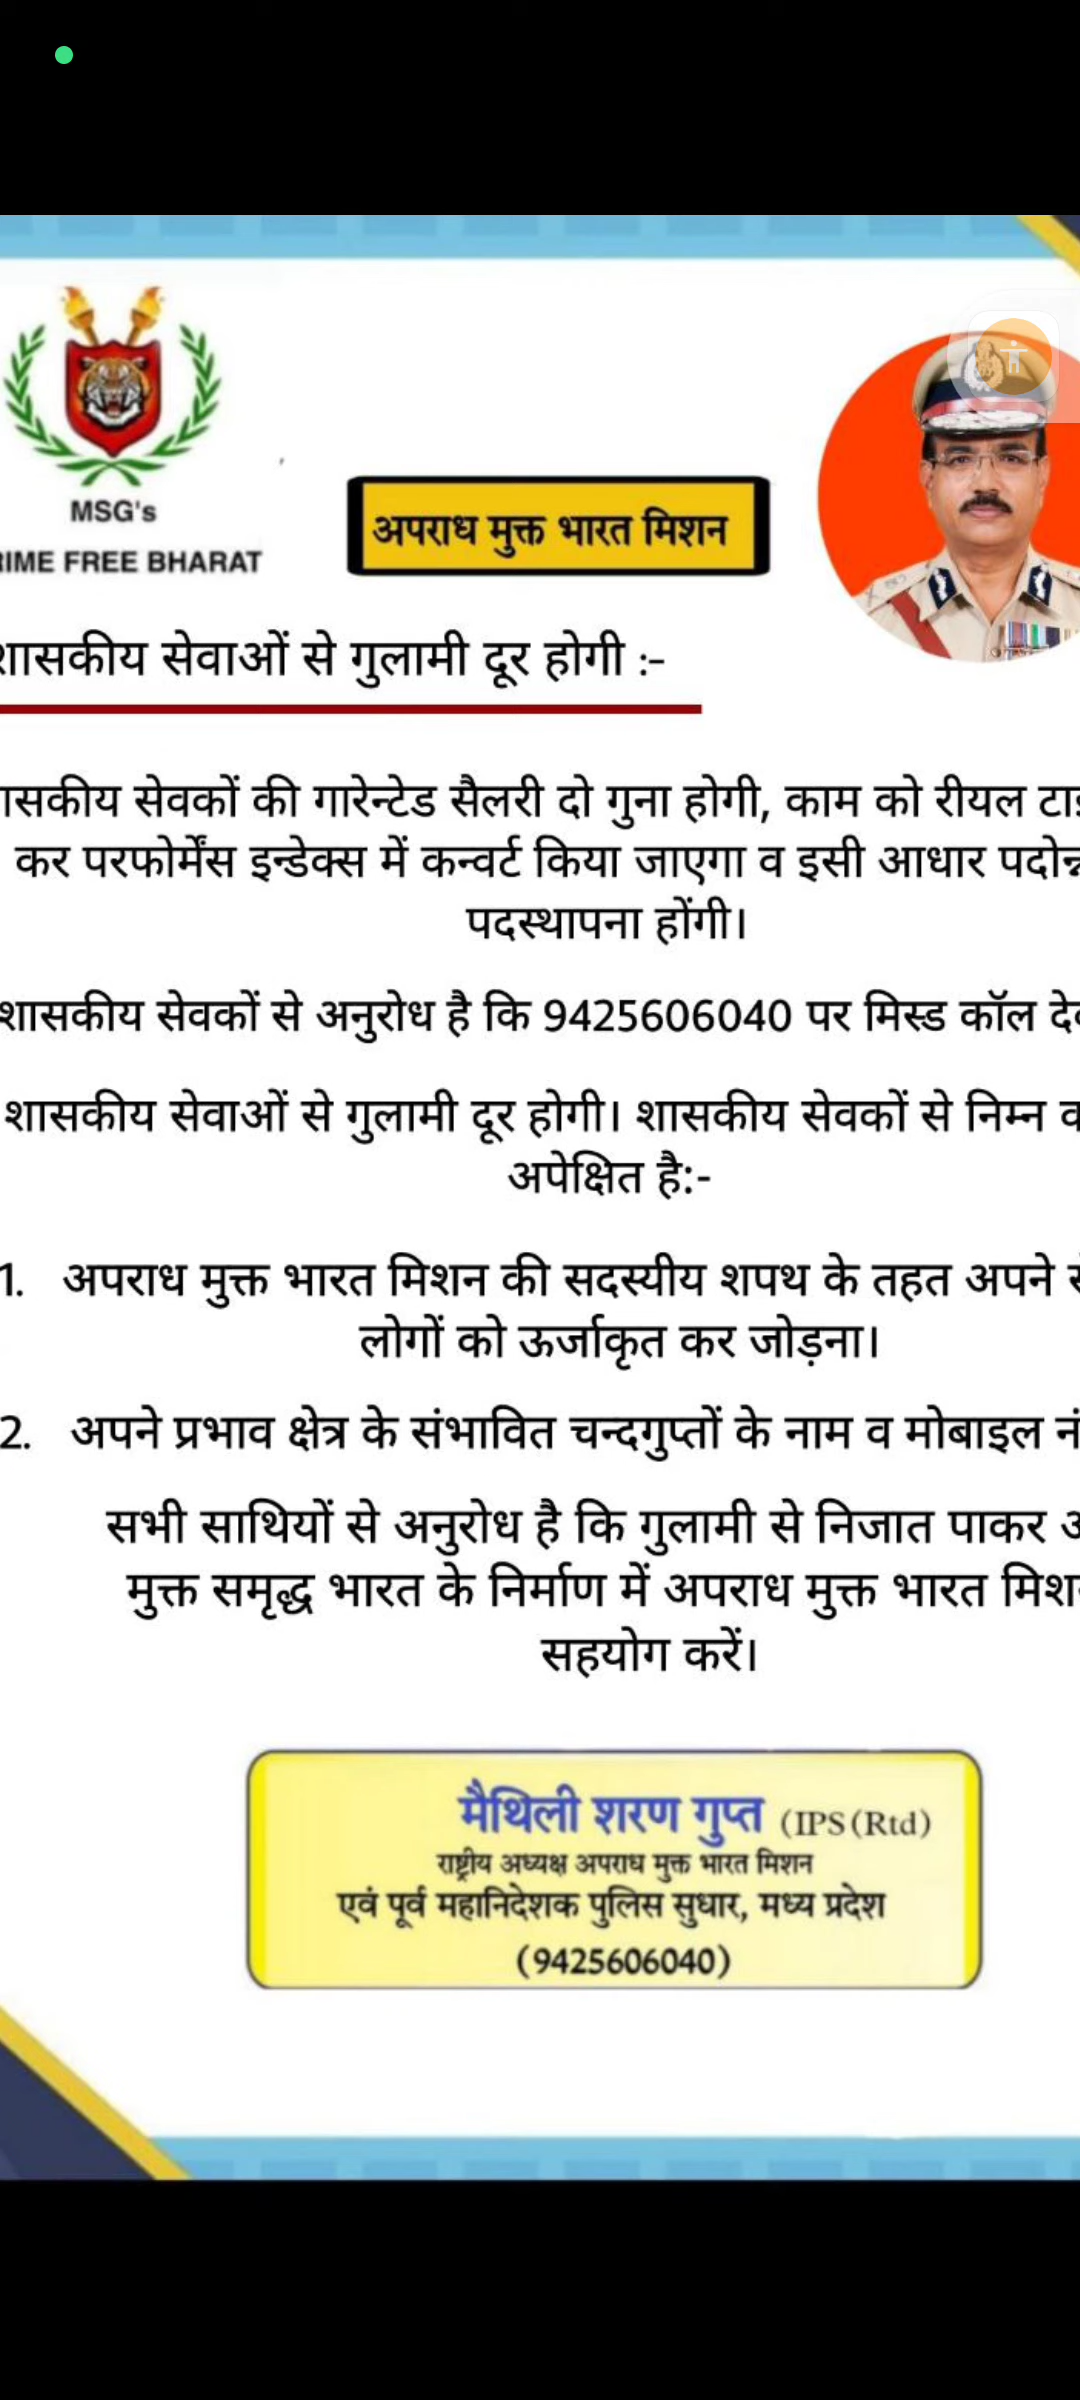 MSG's
RIME FREE BHARAT
अपराध मुक्त भारत मिशन
शासकीय सेवाओं से गुलामी दूर होगी :-
शासकीय सेवकों की गारेन्टेड सैलरी दो गुना होगी, काम को रीयल
कर परफोर्मेंस इन्डेक्स में कन्वर्ट किया जाएगा व इसी आधार
पदस्थापना होंगी।
शासकीय सेवकों से अनुरोध है कि 9425606040 पर मिस्ड कॉल
शासकीय सेवाओं से गुलामी दूर होगी। शासकीय सेवकों से निम्न
अपेक्षित है:-
1. अपराध मुक्त भारत मिशन की सदस्यीय शपथ के तहत अपने
लोगों को ऊर्जाकृत कर जोड़ना।
2. अपने प्रभाव क्षेत्र के संभावित चन्दगुप्तों के नाम व मोबाइल
सभी साथियों से अनुरोध है कि गुलामी से निजात पाकर
मुक्त समृद्ध भारत के निर्माण में अपराध मुक्त भारत
सहयोग करें।
मैथिली शरण गुप्त (IPS(Rtd)
राष्ट्रीय अध्यक्ष अपराध मुक्त भारत मिशन
एवं पूर्व महानिदेशक पुलिस सुधार, मध्य प्रदेश
(9425606040)